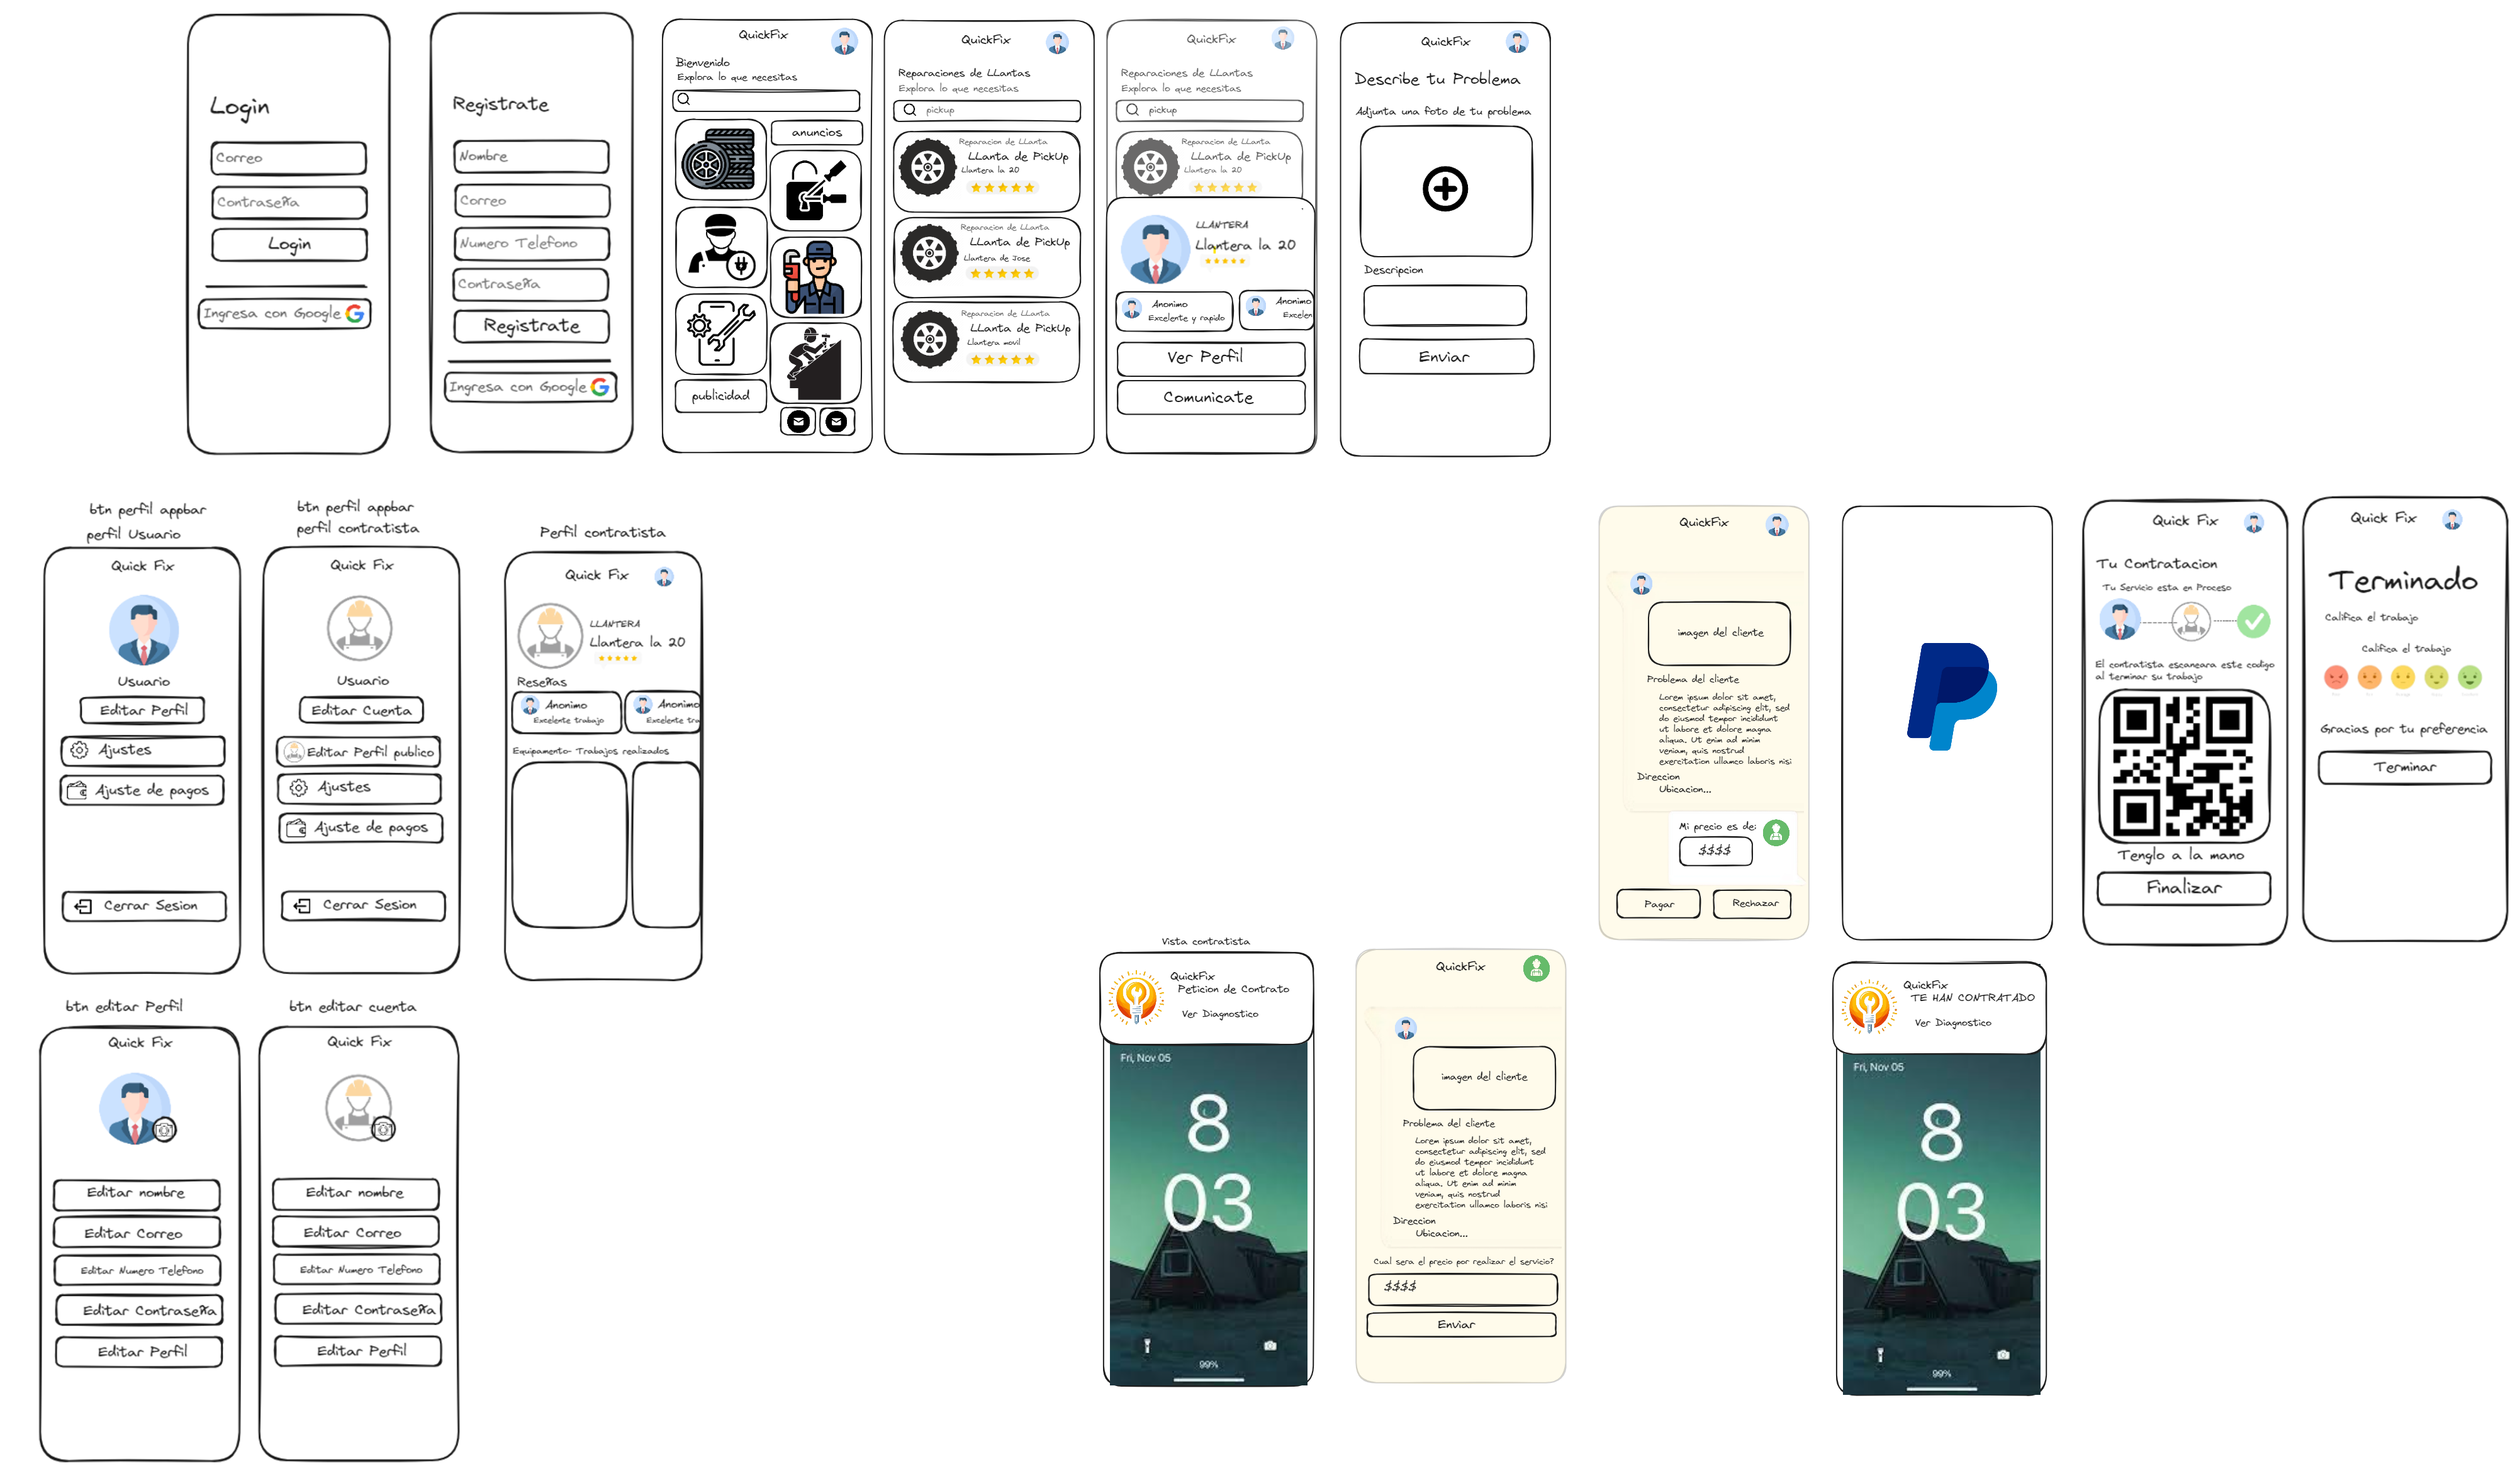 Login
Correo
Contraseña
Login
Ingresa con Google
Registrate
Nombre
Correo
Numero Telefono
Contraseña
Registrate
Ingresa con Google
QuickFix
Bienvenido
Explora lo que necesitas
anuncios
publicidad
QuickFix
Reparaciones de LLantas
Explora lo que necesitas
pickup
Reparacion de LLanta
LLanta de PickUp
Llantera la 20
Reparacion de LLanta
LLanta de PickUp
Llantera de Jose
Reparacion de LLanta
LLanta de PickUp
Llantera movil
QuickFix
Reparaciones de LLantas
Explora lo que necesitas
pickup
Reparacion de LLanta
LLanta de PickUp
Llantera la 20
LLANTERA
Llantera la 20
Anonimo
Excelente y rapido
Anonimo
Excelen
Ver Perfil
Comunicate
QuickFix
Describe tu Problema
Adjunta una foto de tu problema
Descripcion
Enviar
btn perfil appbar
perfil Usuario
Quick Fix
Usuario
Editar Perfil
Ajustes
Ajuste de pagos
Cerrar Sesion
btn perfil appbar
perfil contratista
Quick Fix
Usuario
Editar Cuenta
Editar Perfil publico
Ajustes
Ajuste de pagos
Cerrar Sesion
Perfil contratista
Quick Fix
LLANTERA
Llantera la 20
Reseñas
Anonimo
Excelente trabajo
Anonimo
Excelente tra
Equipamento- Trabajos realizados
QuickFix
imagen del cliente
Problema del cliente
Lorem ipsum dolor sit amet,
consectetur adipiscing elit, sed
do eiusmod tempor incididunt
ut labore et dolore magna
aliqua. Ut enim ad minim
veniam, quis nostrud
exercitation ullamco laboris nisi
Direccion
Ubicacion...
Mi precio es de:
$$$$
Pagar
Rechazar
Quick Fix
Tu Contratacion
Tu Servicio esta en Proceso
El contratista escaneara este codigo
al terminar su trabajo
Tenglo a la mano
Finalizar
Quick Fix
Terminado
Califica el trabajo
Califica el trabajo
Gracias por tu preferencia
Terminar
btn editar Perfil
Quick Fix
Editar nombre
Editar Correo
Editar Numero Telefono
Editar Contraseña
Editar Perfil
btn editar cuenta
Quick Fix
Editar nombre
Editar Correo
Editar Numero Telefono
Editar Contraseña
Editar Perfil
Vista contratista
QuickFix
Peticion de Contrato
Ver Diagnostico
Fri, Nov 05
8
03
99%
QuickFix
imagen del cliente
Problema del cliente
Lorem ipsum dolor sit amet,
consectetur adipiscing elit, sed
do eiusmod tempor incididunt
ut labore et dolore magna
aliqua. Ut enim ad minim
veniam, quis nostrud
exercitation ullamco laboris nisi
Direccion
Ubicacion...
Cual sera el precio por realizar el servicio?
$$$$
Enviar
QuickFix
TE HAN CONTRATADO
Ver Diagnostico
Fri, Nov 05
8
03
99%